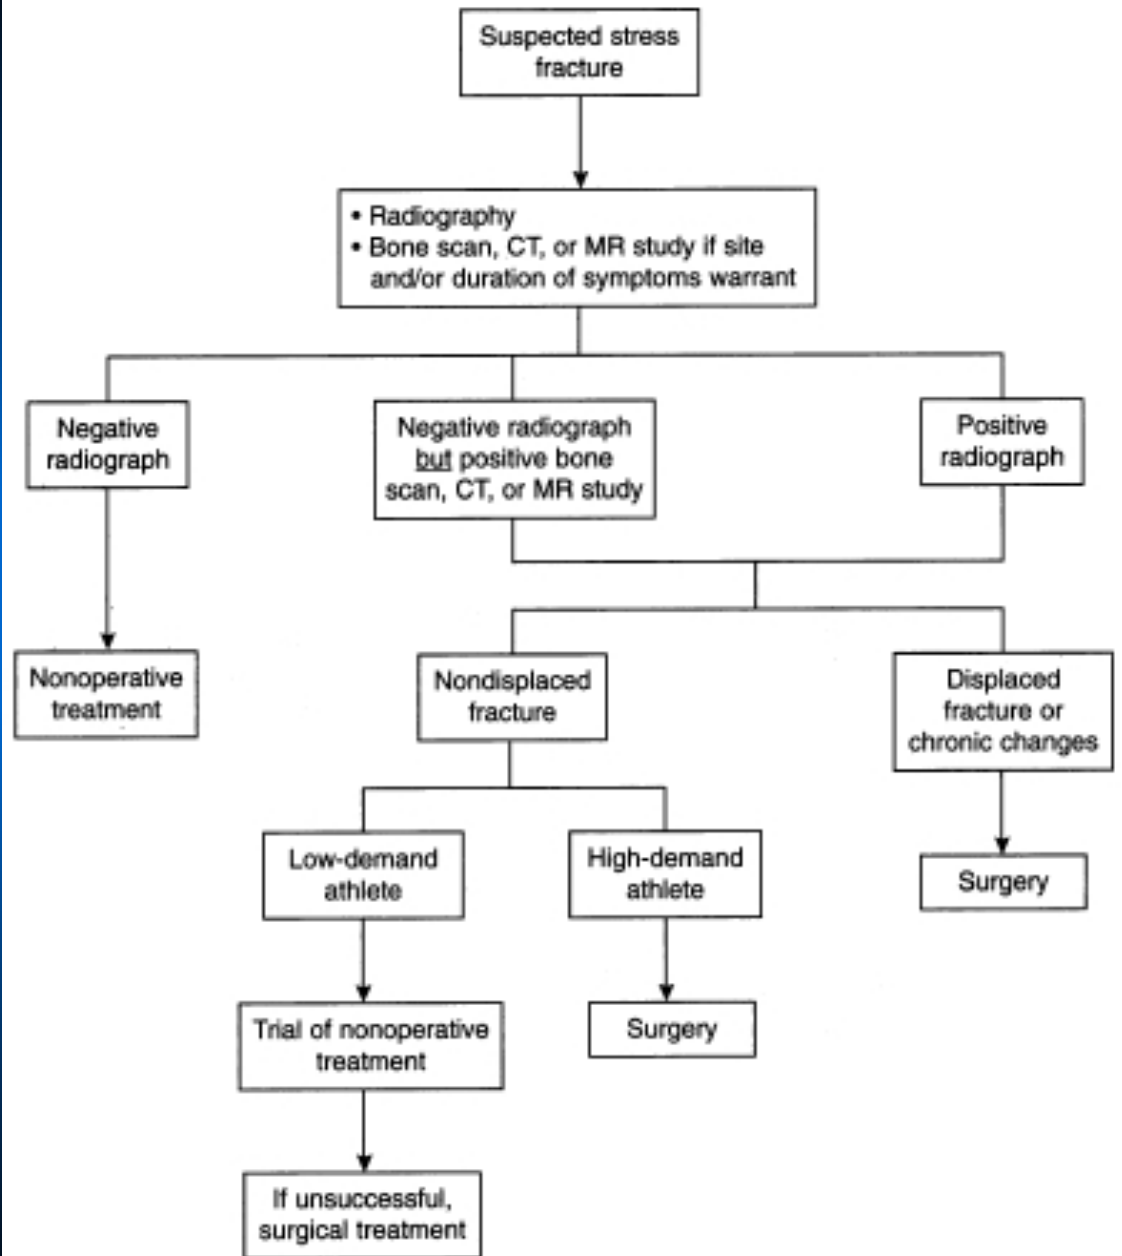 Suspected stress
fracture
• Radiography
• Bone scan, CT, or MR study if site
and/or duration of symptoms warrant
Negative
radiograph
Negative radiograph
but positive bone
scan, CT, or MR study
Positive
radiograph
Nonoperative
treatment
Nondisplaced
fracture
Displaced
fracture or
chronic changes
Low-demand
athlete
High-demand
athlete
Surgery
Trial of nonoperative
treatment
Surgery
If unsuccessful,
surgical treatment